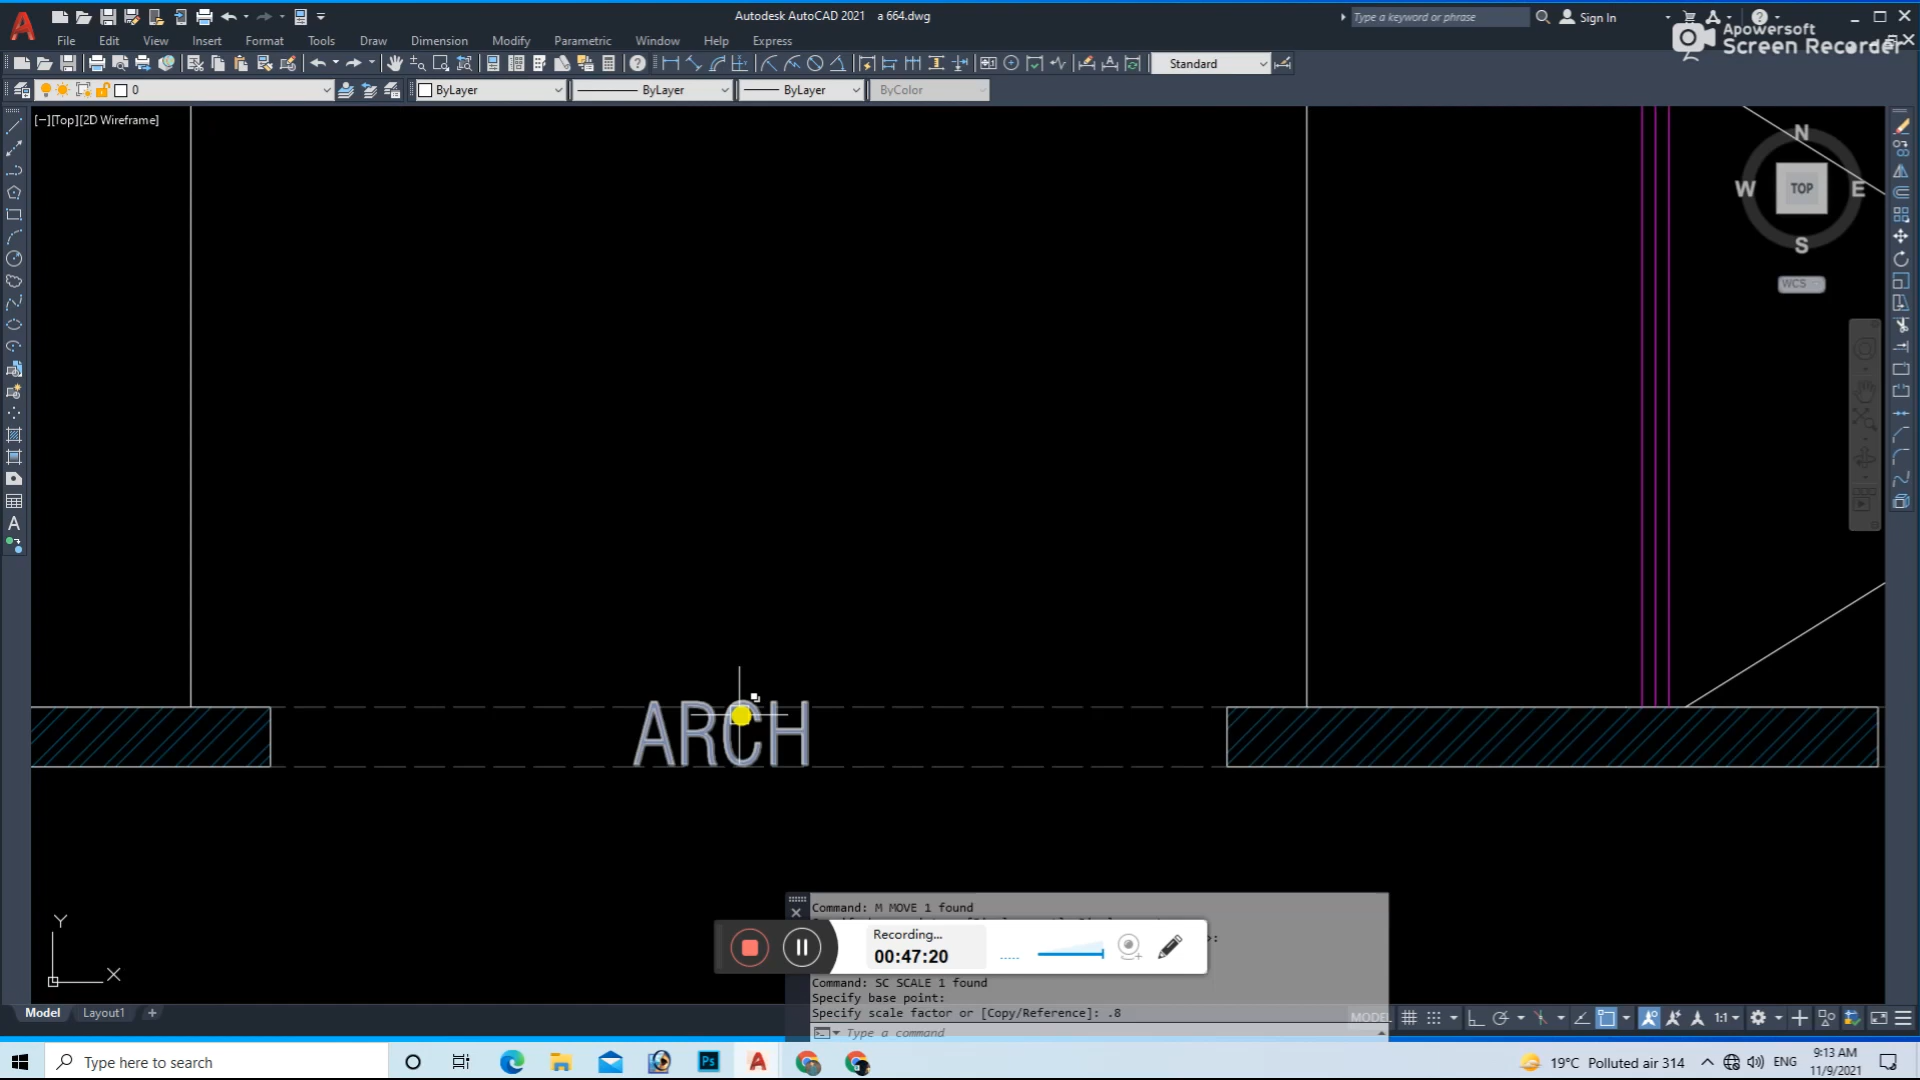 Autodesk AutoCAD 2021 a 664.dwg
Type a keyword or phrase
Sign In
File Edit View Insert Format Tools Draw Dimension Modify Parametric Window Help Express
Apowersoft
Screen Recorder
Standard
0
ByLayer
ByLayer
ByLayer
ByColor
[−][Top][2D Wireframe]
N
W
TOP
E
S
WCS
ARCH
Y
X
Command: M MOVE 1 found
Recording...
00:47:20
Command: SC SCALE 1 found
Specify base point:
Specify scale factor or [Copy/Reference]: .8
Type a command
Model Layout1 +
MODEL
1:1
Type here to search
Ps
19°C Polluted air 314
ENG
9:13 AM
11/9/2021